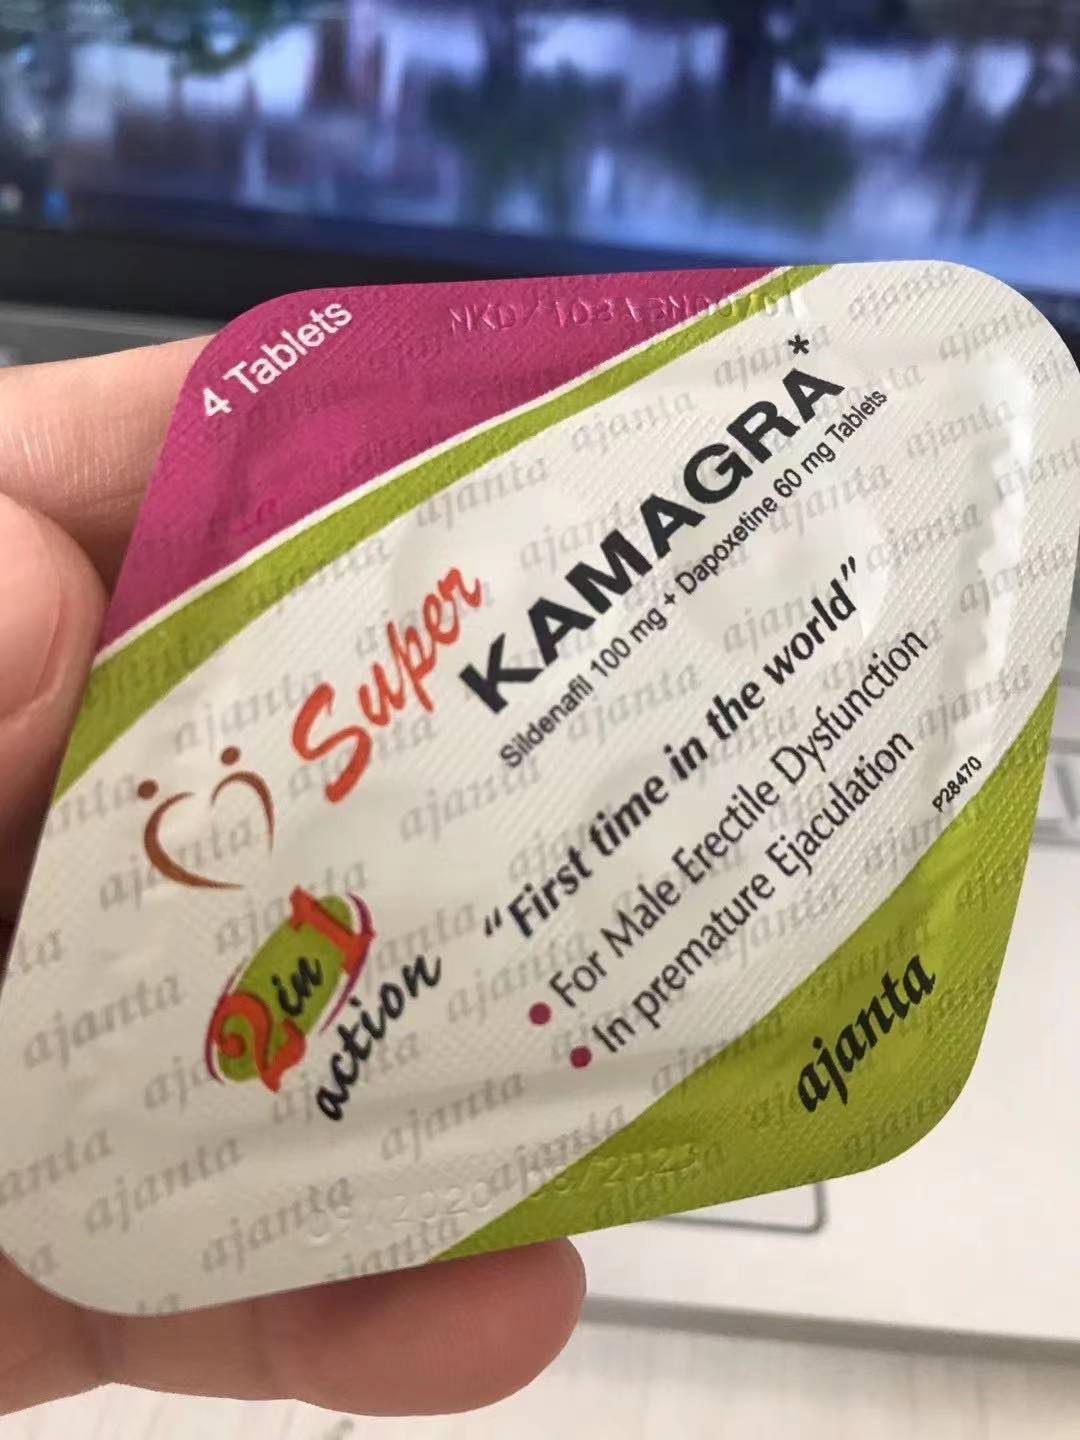 4 Tablets
Super
KAMAGRA*
Sildenafil 100 mg + Dapoxetine 60 mg Tablets
2 in 1
action
"First time in the world"
• For Male Erectile Dysfunction
• In premature Ejaculation
P28470
ajanta